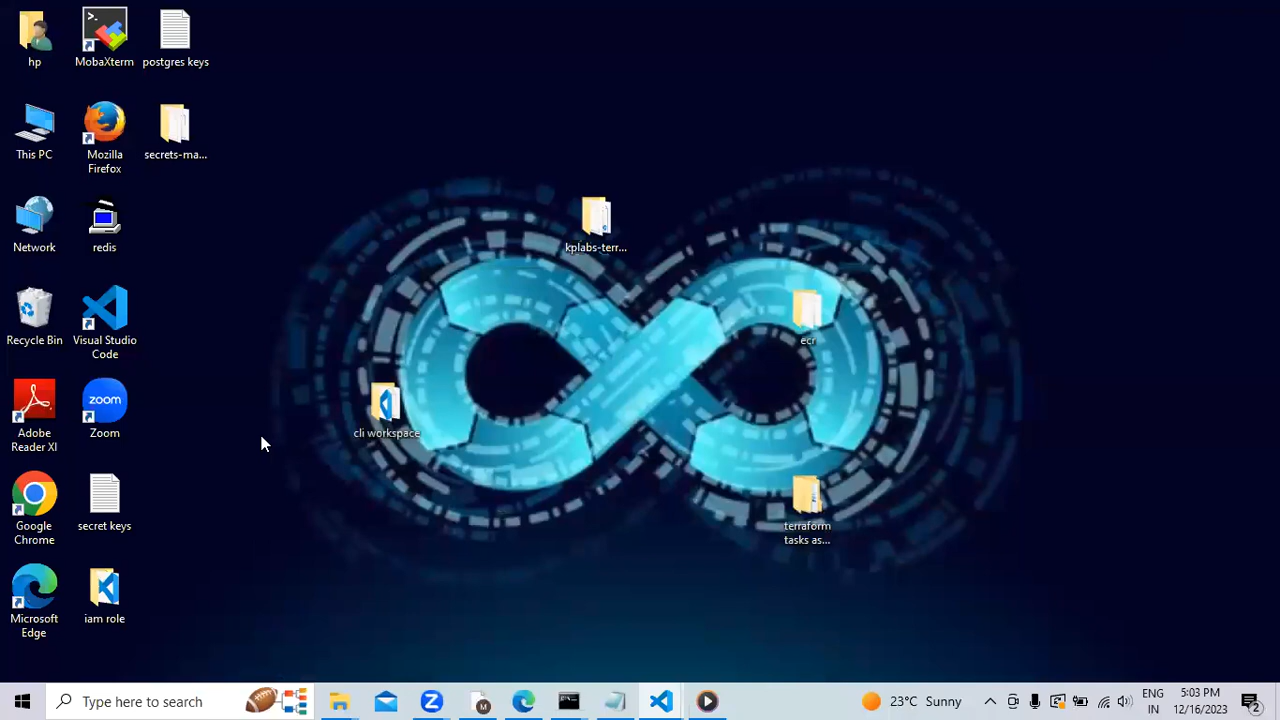 hp
MobaXterm
postgres keys
This PC
Mozilla
Firefox
secrets-ma...
Network
redis
kplabs-terr...
Recycle Bin
Visual Studio
Code
ecr
Adobe
Reader XI
zoom
Zoom
cli workspace
Google
Chrome
secret keys
terraform
tasks as...
Microsoft
Edge
iam role
Type here to search
23°C Sunny
ENG
IN
5:03 PM
12/16/2023
2